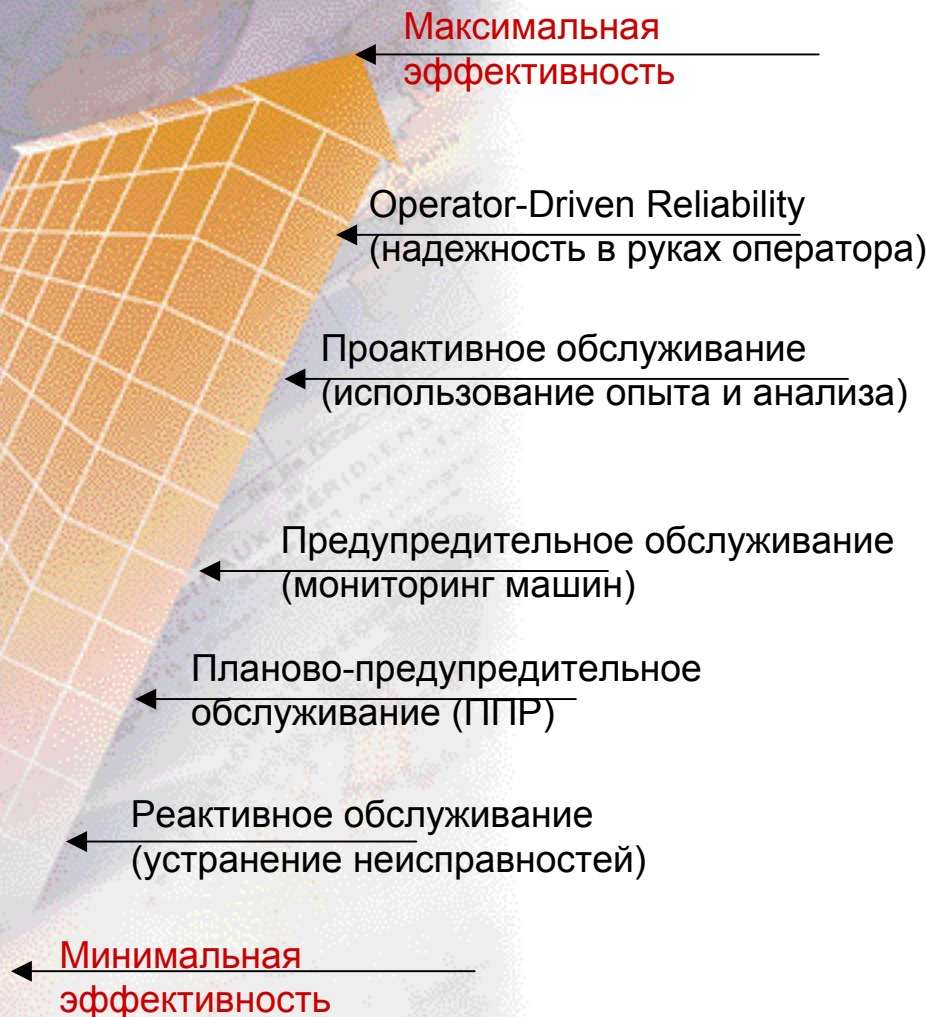 Максимальная
эффективность
Operator-Driven Reliability
(надежность в руках оператора)
Проактивное обслуживание
(использование опыта и анализа)
Предупредительное обслуживание
(мониторинг машин)
Планово-предупредительное
обслуживание (ППР)
Реактивное обслуживание
(устранение неисправностей)
Минимальная
эффективность